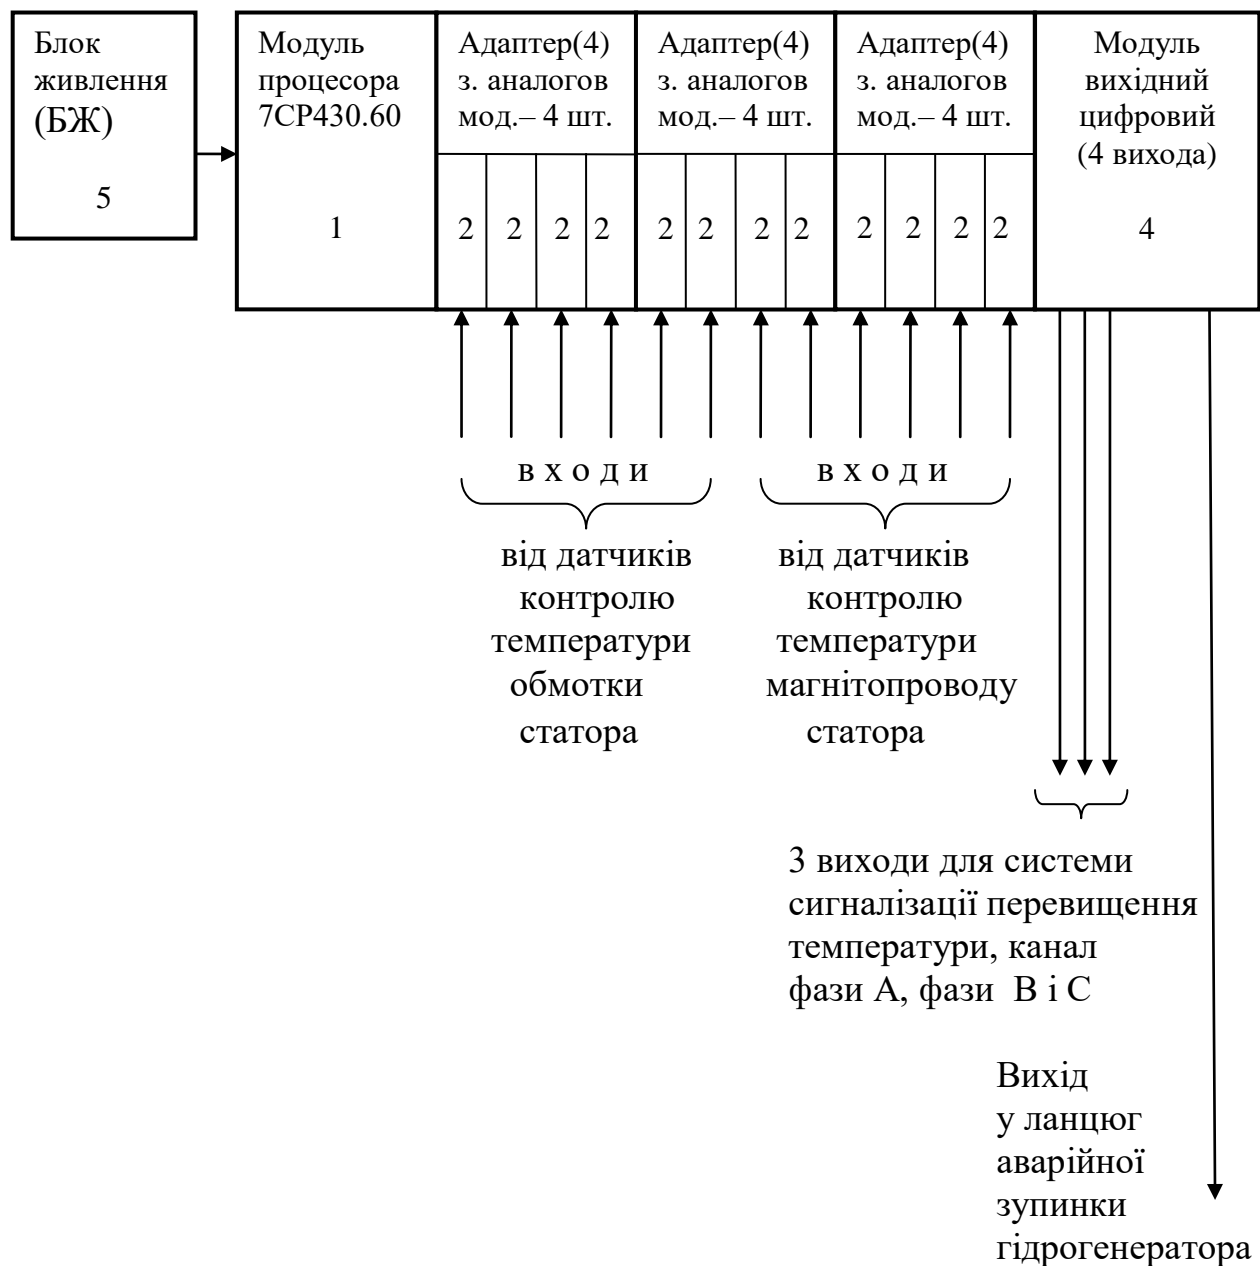 Блок
живлення
(БЖ)
5
Модуль
процесора
7CP430.60
1
Адаптер(4)
з. аналогов
мод.– 4 шт.
2 2 2 2
Адаптер(4)
з. аналогов
мод.– 4 шт.
2 2 2 2
Адаптер(4)
з. аналогов
мод.– 4 шт.
2 2 2 2
Модуль
вихідний
цифровий
(4 вихода)
4
в х о д и
від датчиків
контролю
температури
обмотки
статора
в х о д и
від датчиків
контролю
температури
магнітопроводу
статора
3 виходи для системи
сигналізації перевищення
температури, канал
фази А, фази В і С
Вихід
у ланцюг
аварійної
зупинки
гідрогенератора